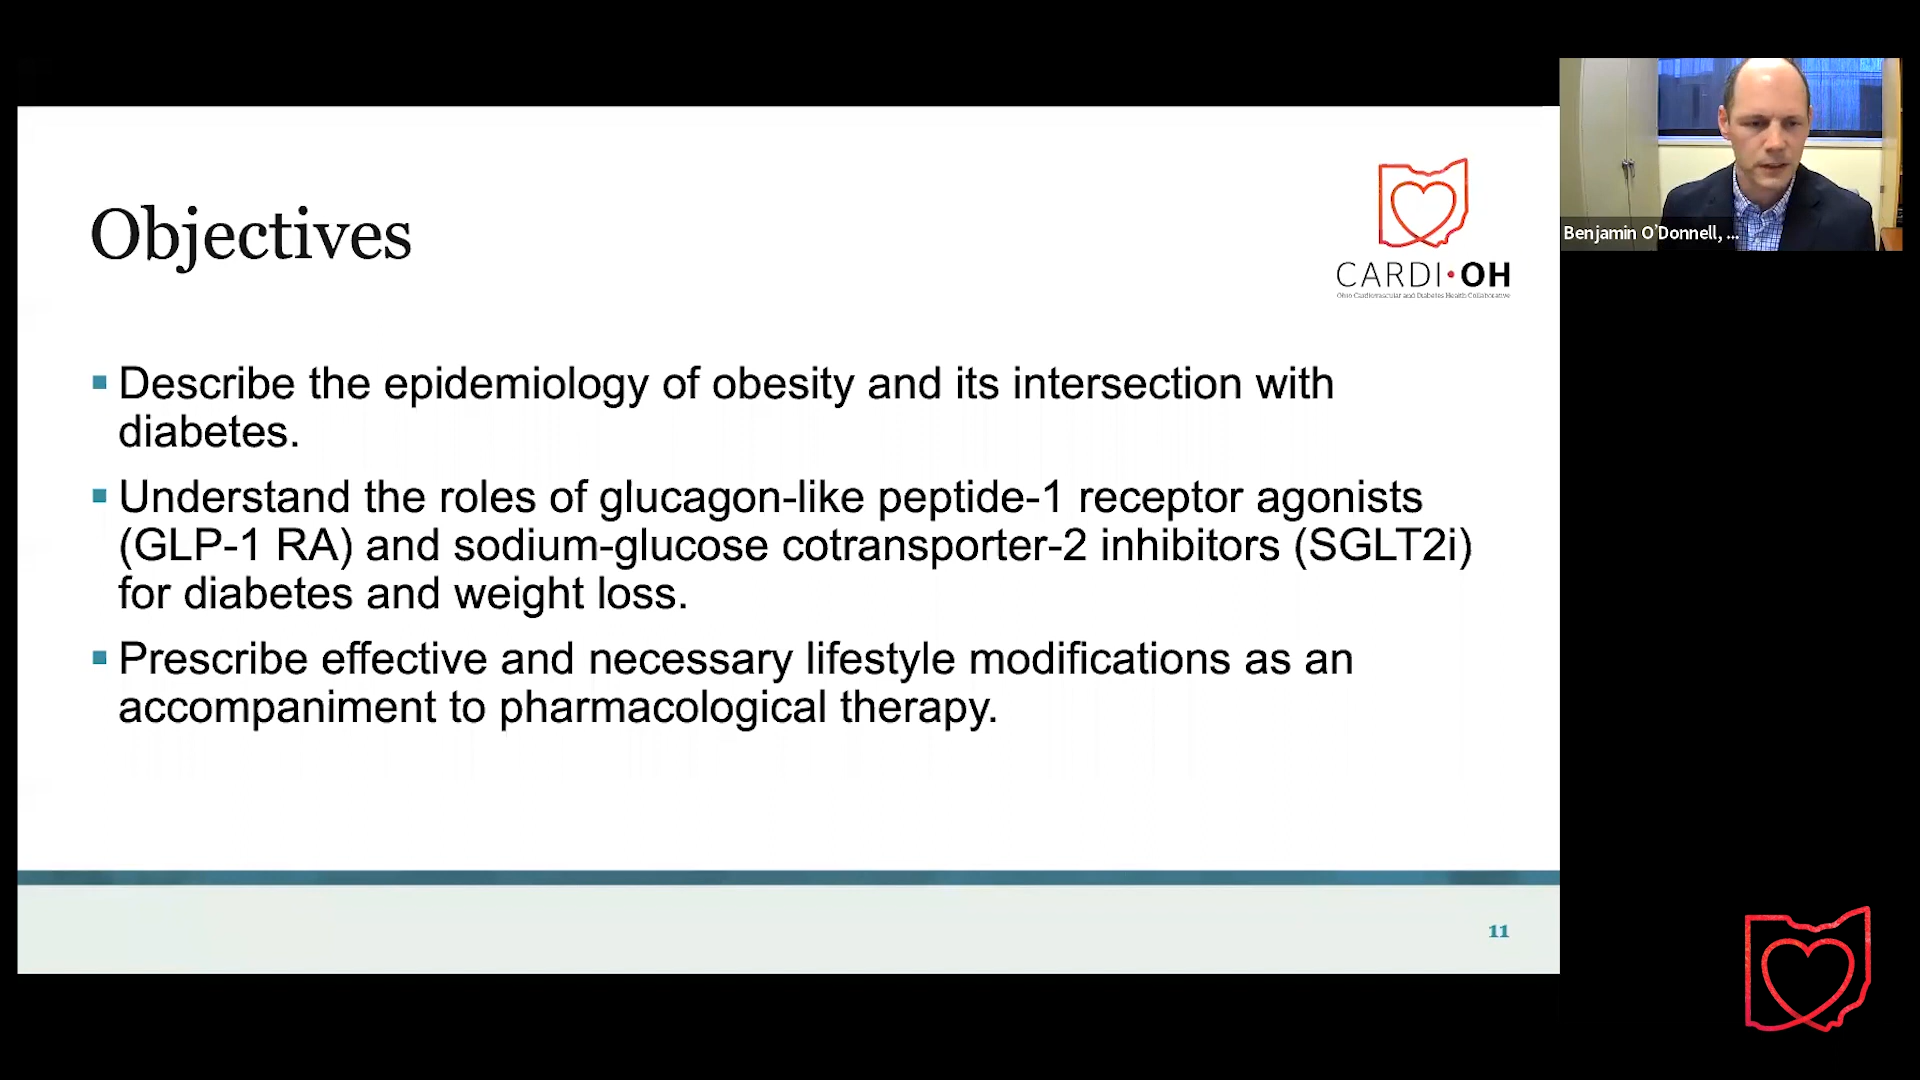 Objectives
CARDI•OH
Ohio Cardiovascular and Diabetes Health Collaborative
Benjamin O'Donnell, ...
▪ Describe the epidemiology of obesity and its intersection with
diabetes.
▪ Understand the roles of glucagon-like peptide-1 receptor agonists
(GLP-1 RA) and sodium-glucose cotransporter-2 inhibitors (SGLT2i)
for diabetes and weight loss.
▪ Prescribe effective and necessary lifestyle modifications as an
accompaniment to pharmacological therapy.
11